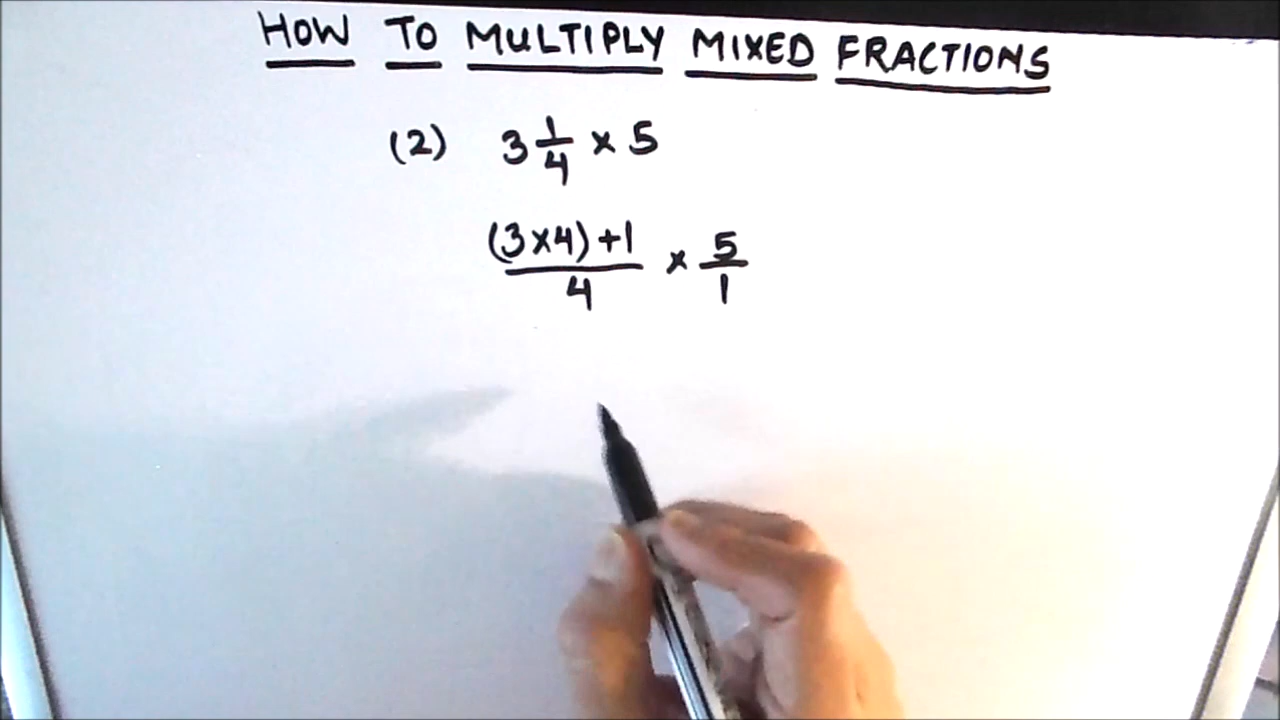 HOW TO MULTIPLY MIXED FRACTIONS
(2) 3 1/4 × 5
((3×4)+1)/4 × 5/1